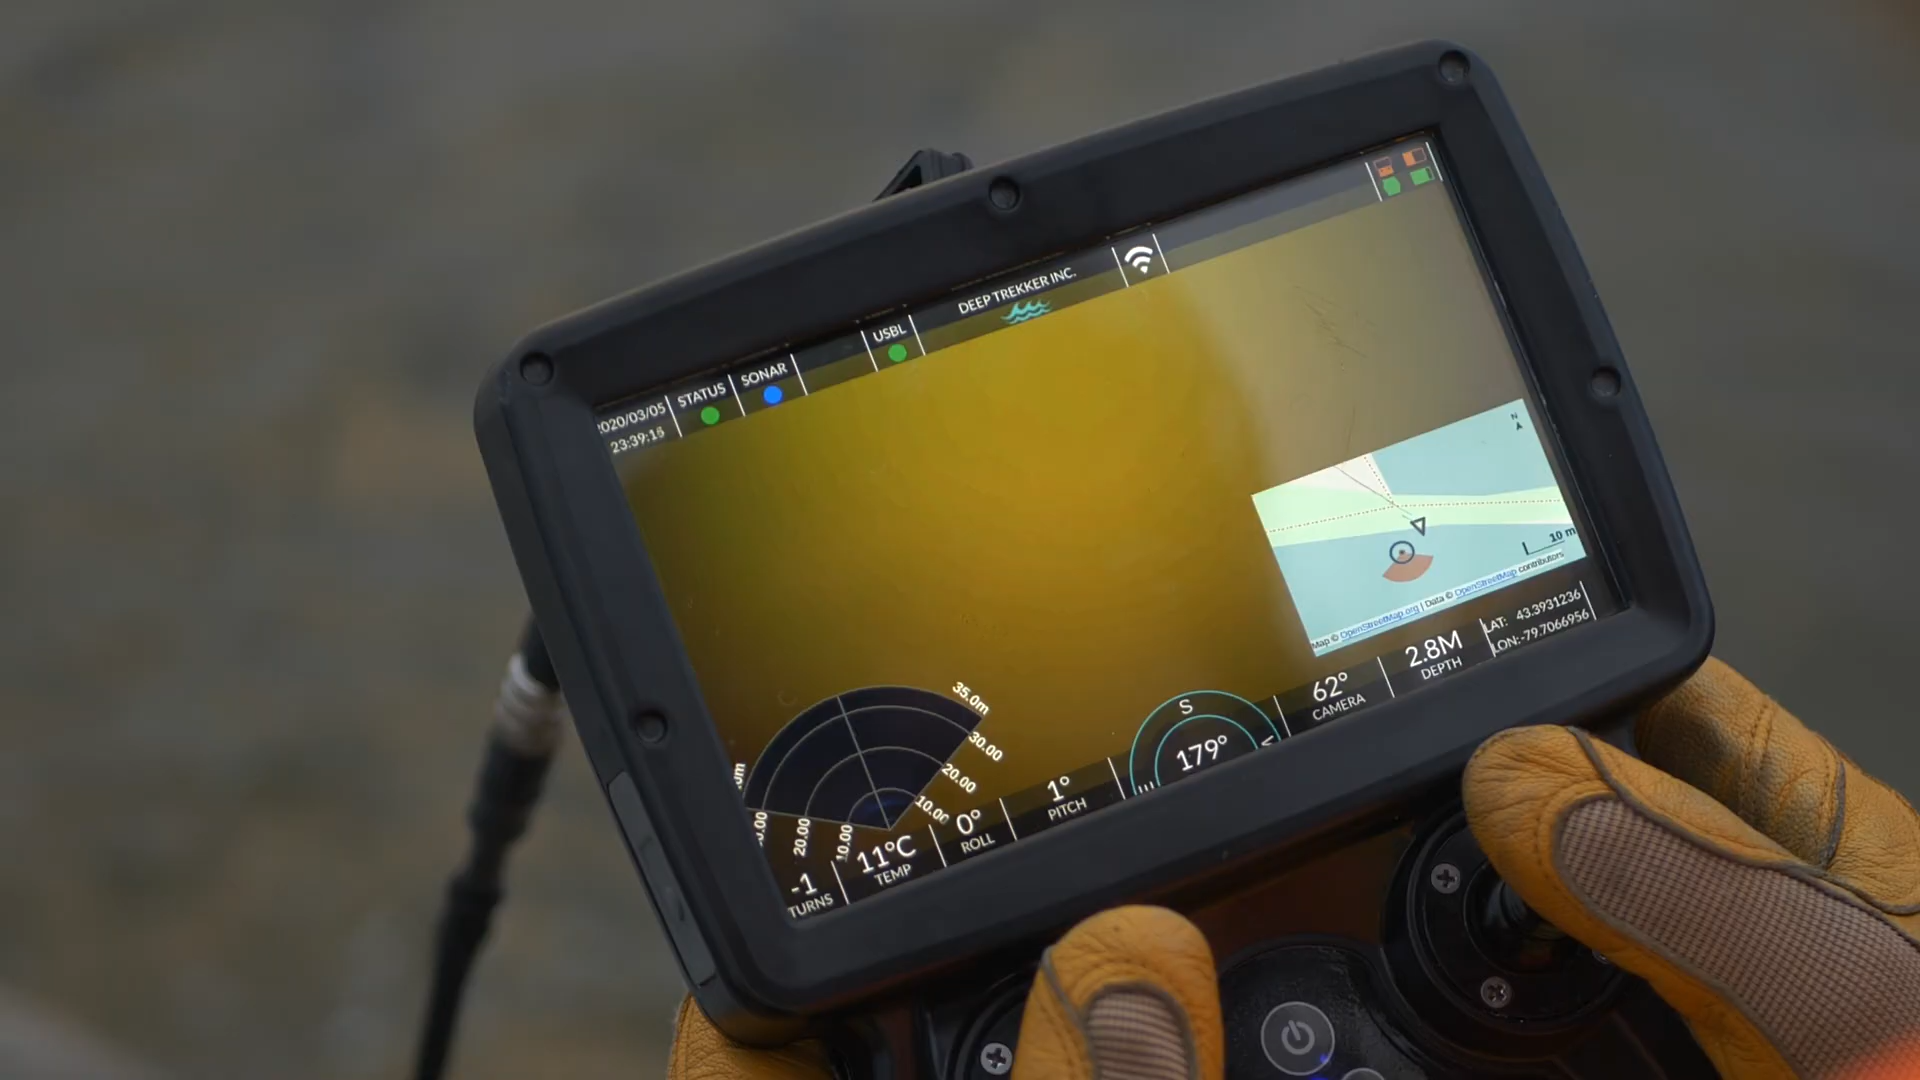 020/03/05
23:39:15
STATUS
SONAR
USBL
DEEP TREKKER INC.
N
10 m
Map © OpenStreetMap.org | Data © OpenStreetMap contributors
35.0m
30.00
20.00
10.00
m
.00
20.00
10.00
-1
TURNS
11°C
TEMP
0°
ROLL
1°
PITCH
S
E
179°
62°
CAMERA
2.8M
DEPTH
LAT: 43.3931236
LON:-79.7066956